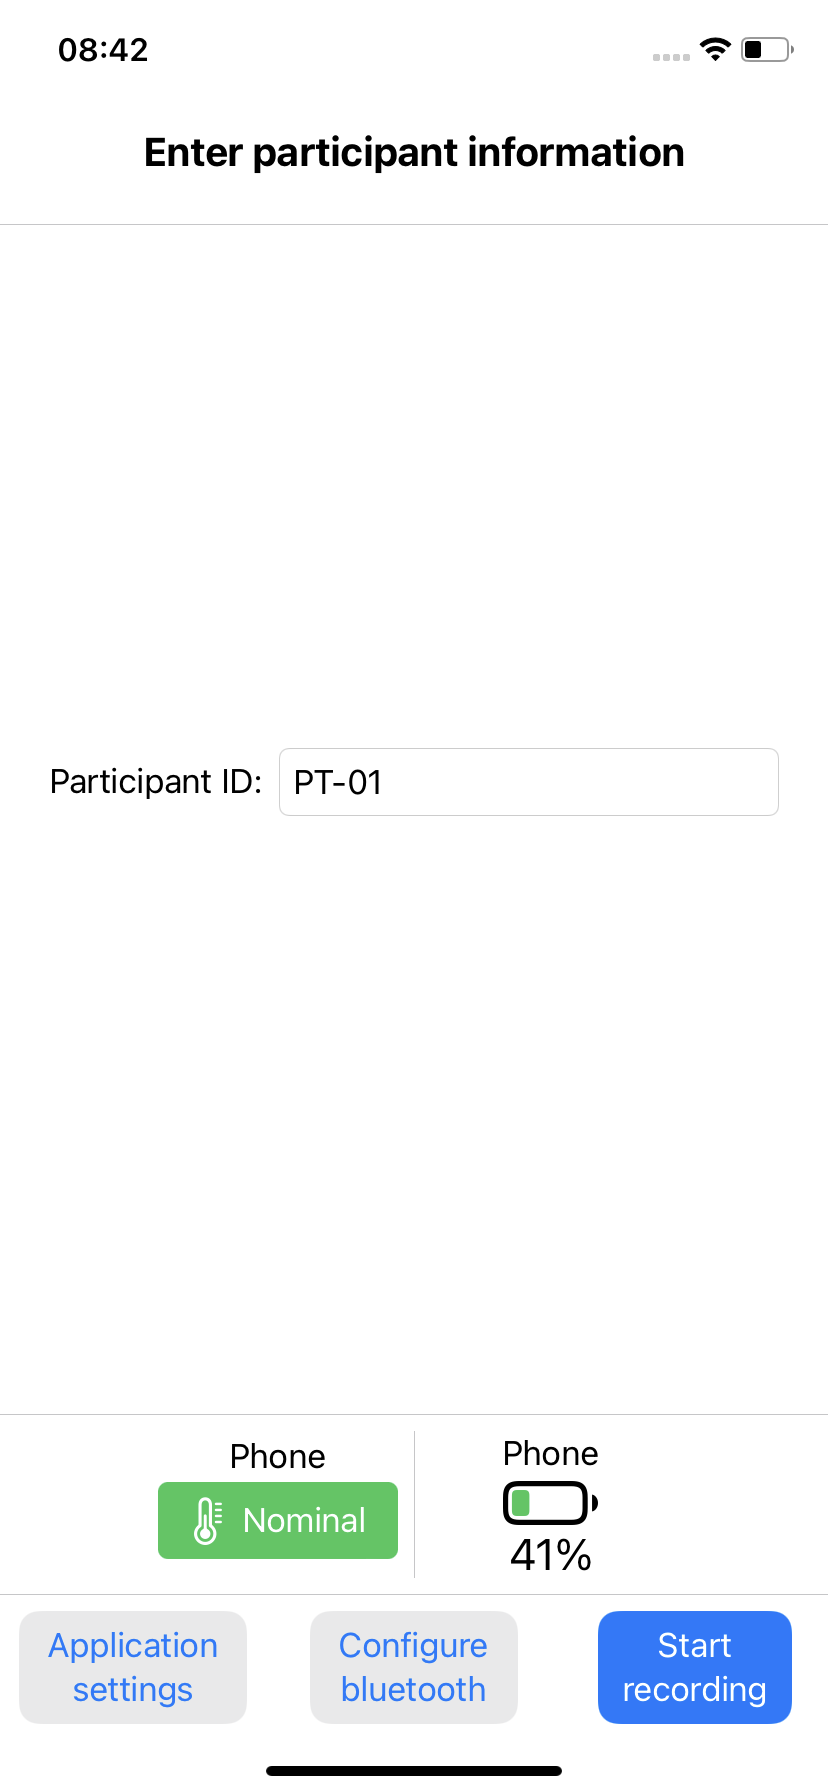 08:42
Enter participant information
Participant ID: PT-01
Phone
Nominal
Phone
41%
Application
settings
Configure
bluetooth
Start
recording